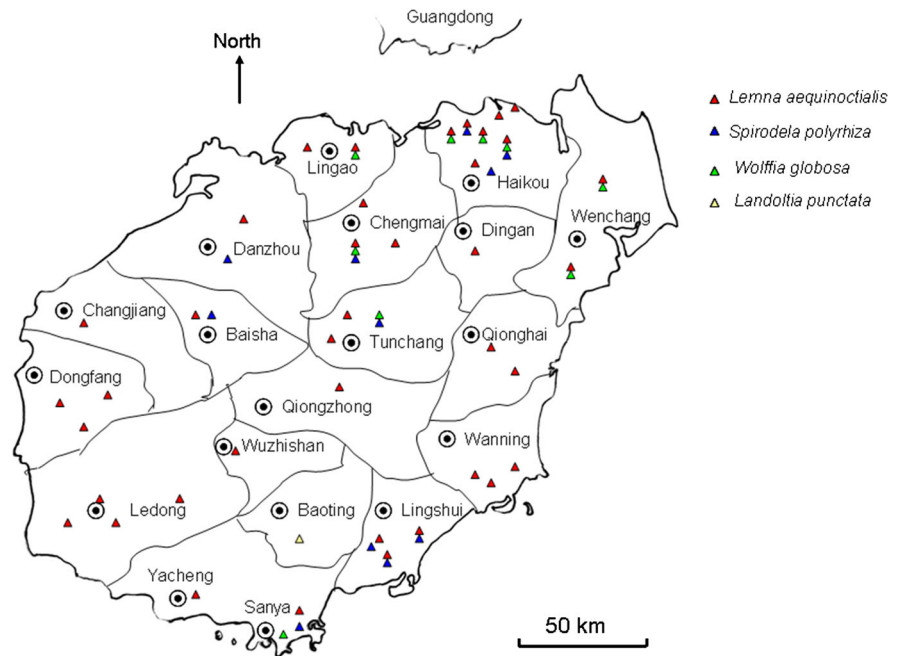 Guangdong
North
Lemna aequinoctialis
Spirodela polyrhiza
Wolffia globosa
Landoltia punctata
Lingao
Haikou
Chengmai
Dingan
Wenchang
Danzhou
Changjiang
Baisha
Tunchang
Qionghai
Dongfang
Qiongzhong
Wuzhishan
Wanning
Ledong
Baoting
Lingshui
Yacheng
Sanya
50 km